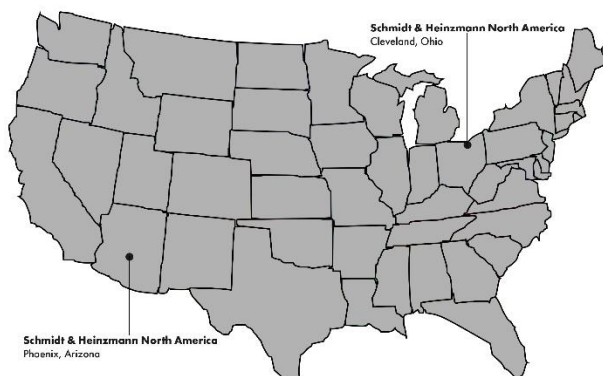 Schmidt & Heinzmann North America
Cleveland, Ohio
Schmidt & Heinzmann North America
Phoenix, Arizona